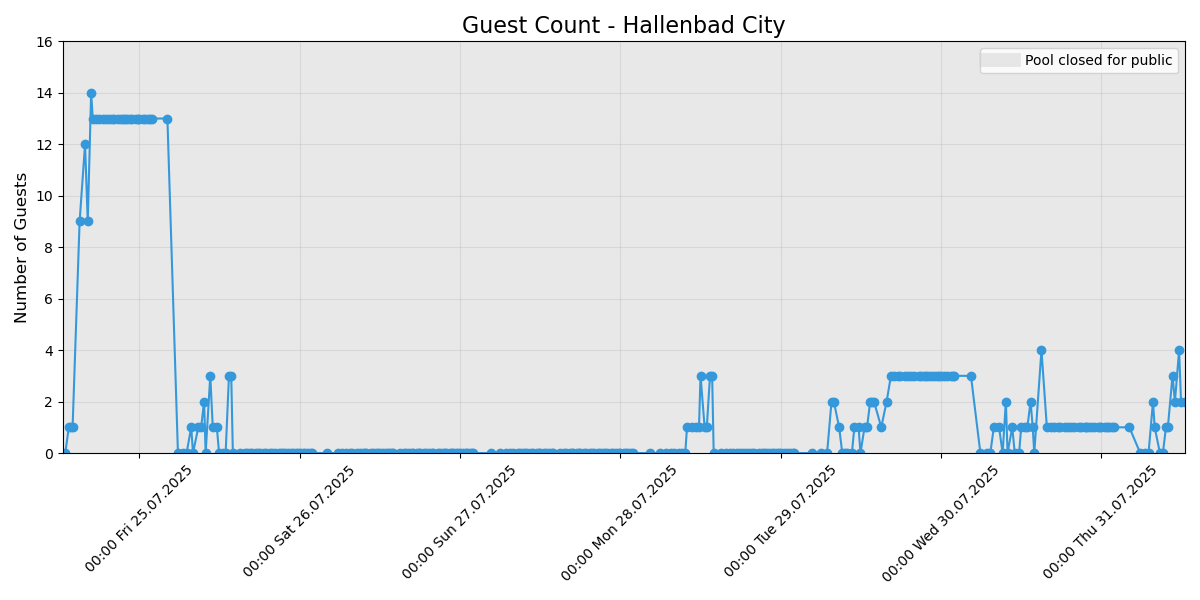 Guest Count - Hallenbad City
Pool closed for public
Number of Guests
16
14
12
10
8
6
4
2
0
00:00 Fri 25.07.2025
00:00 Sat 26.07.2025
00:00 Sun 27.07.2025
00:00 Mon 28.07.2025
00:00 Tue 29.07.2025
00:00 Wed 30.07.2025
00:00 Thu 31.07.2025